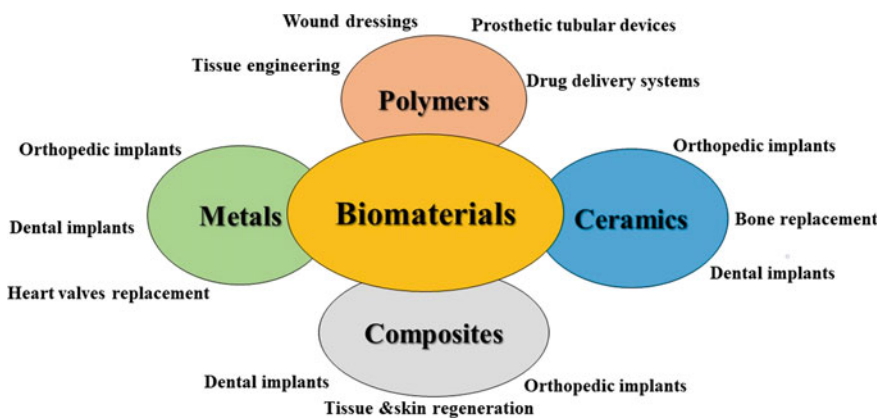 Wound dressings
Prosthetic tubular devices
Tissue engineering
Drug delivery systems
Polymers
Orthopedic implants
Orthopedic implants
Metals
Biomaterials
Ceramics
Dental implants
Bone replacement
Heart valves replacement
Dental implants
Composites
Dental implants
Orthopedic implants
Tissue &skin regeneration